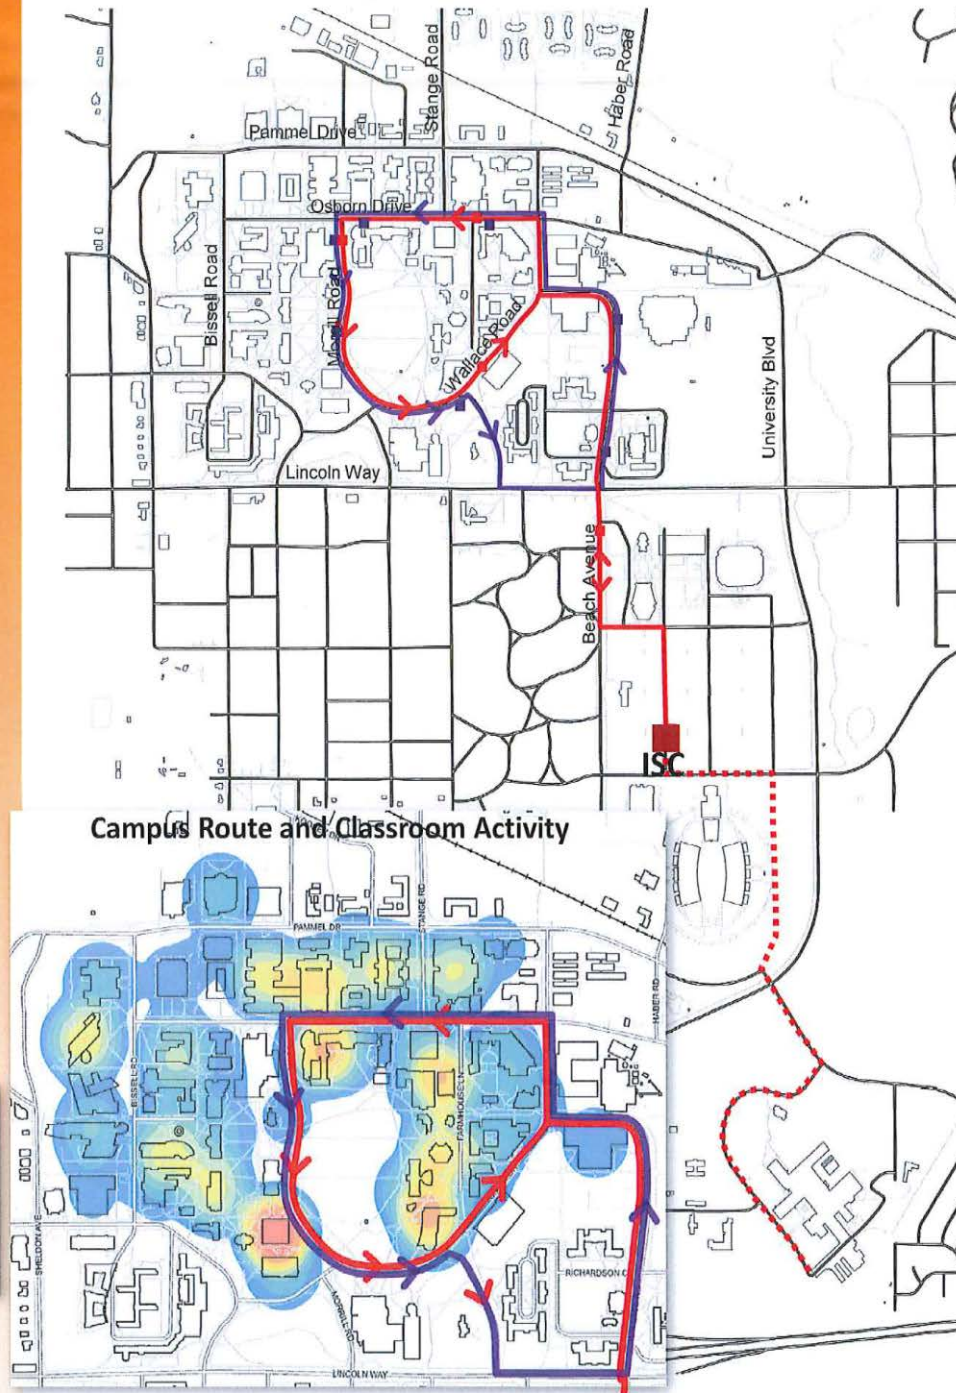 Stange Road
Haber Road
Pammel Drive
Osborn Drive
Bissell Road
Morrill Road
Wallace Road
University Blvd
Lincoln Way
Beach Avenue
ISC
Campus Route and Classroom Activity
PAMMEL DR
STANGE RD
HABER RD
BISSELL RD
FARMHOUSE LN
SHELDON AVE
MORRILL RD
RICHARDSON C
LINCOLN WAY